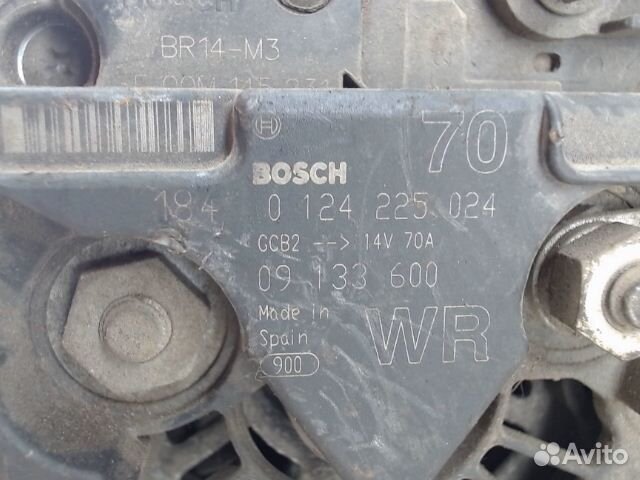 BR14-M3
70
BOSCH
184
0 124 225 024
GCB2 --> 14V 70A
09 133 600
Made in
Spain
WR
900
Avito